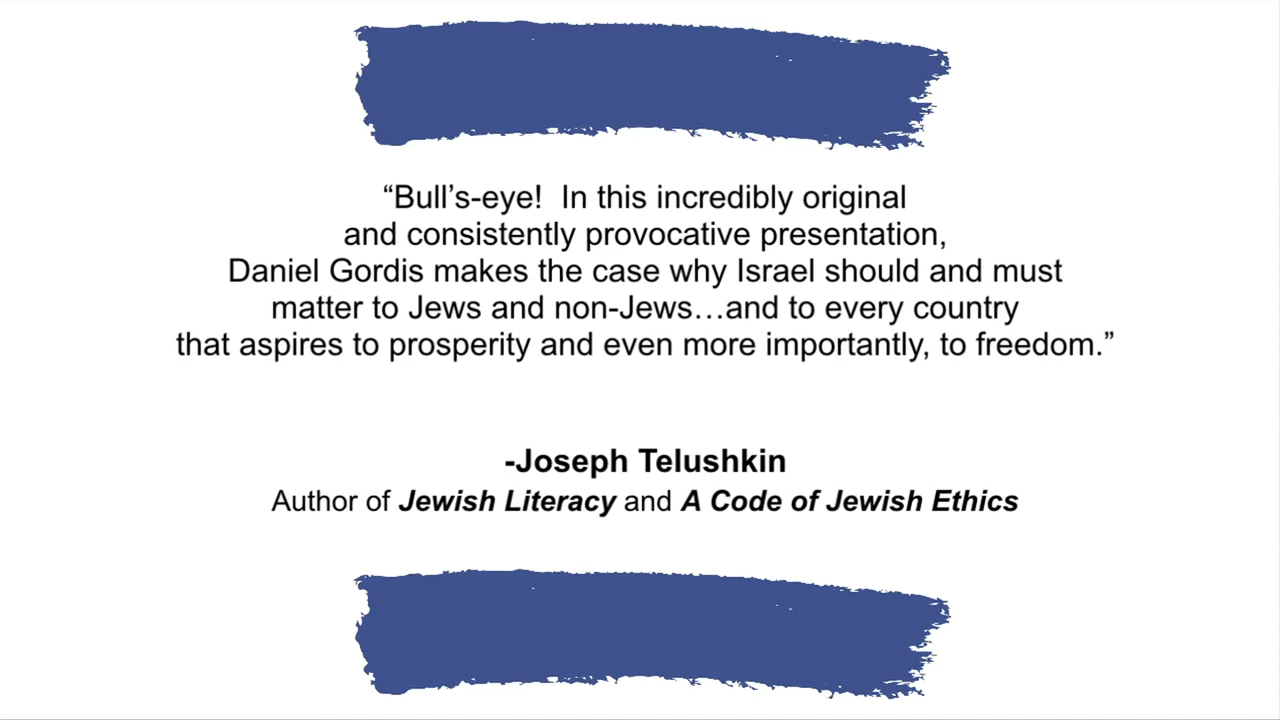 “Bull’s-eye!  In this incredibly original
and consistently provocative presentation,
Daniel Gordis makes the case why Israel should and must
matter to Jews and non-Jews…and to every country
that aspires to prosperity and even more importantly, to freedom.”
-Joseph Telushkin
Author of Jewish Literacy and A Code of Jewish Ethics